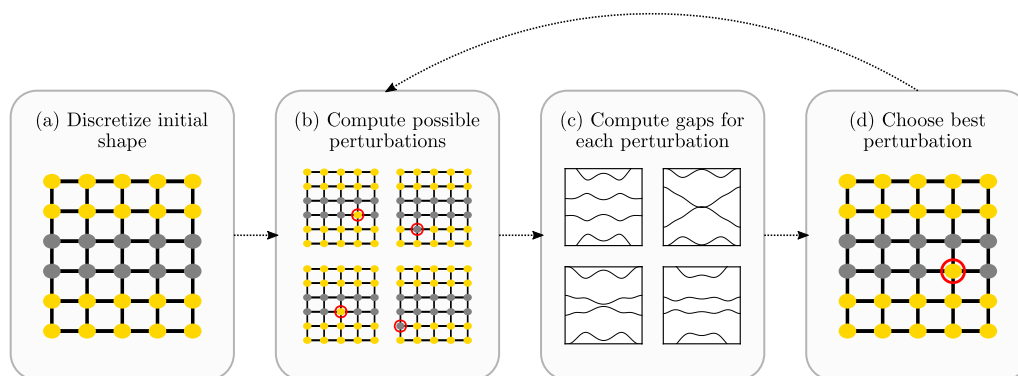 (a) Discretize initial
shape
(b) Compute possible
perturbations
(c) Compute gaps for
each perturbation
(d) Choose best
perturbation